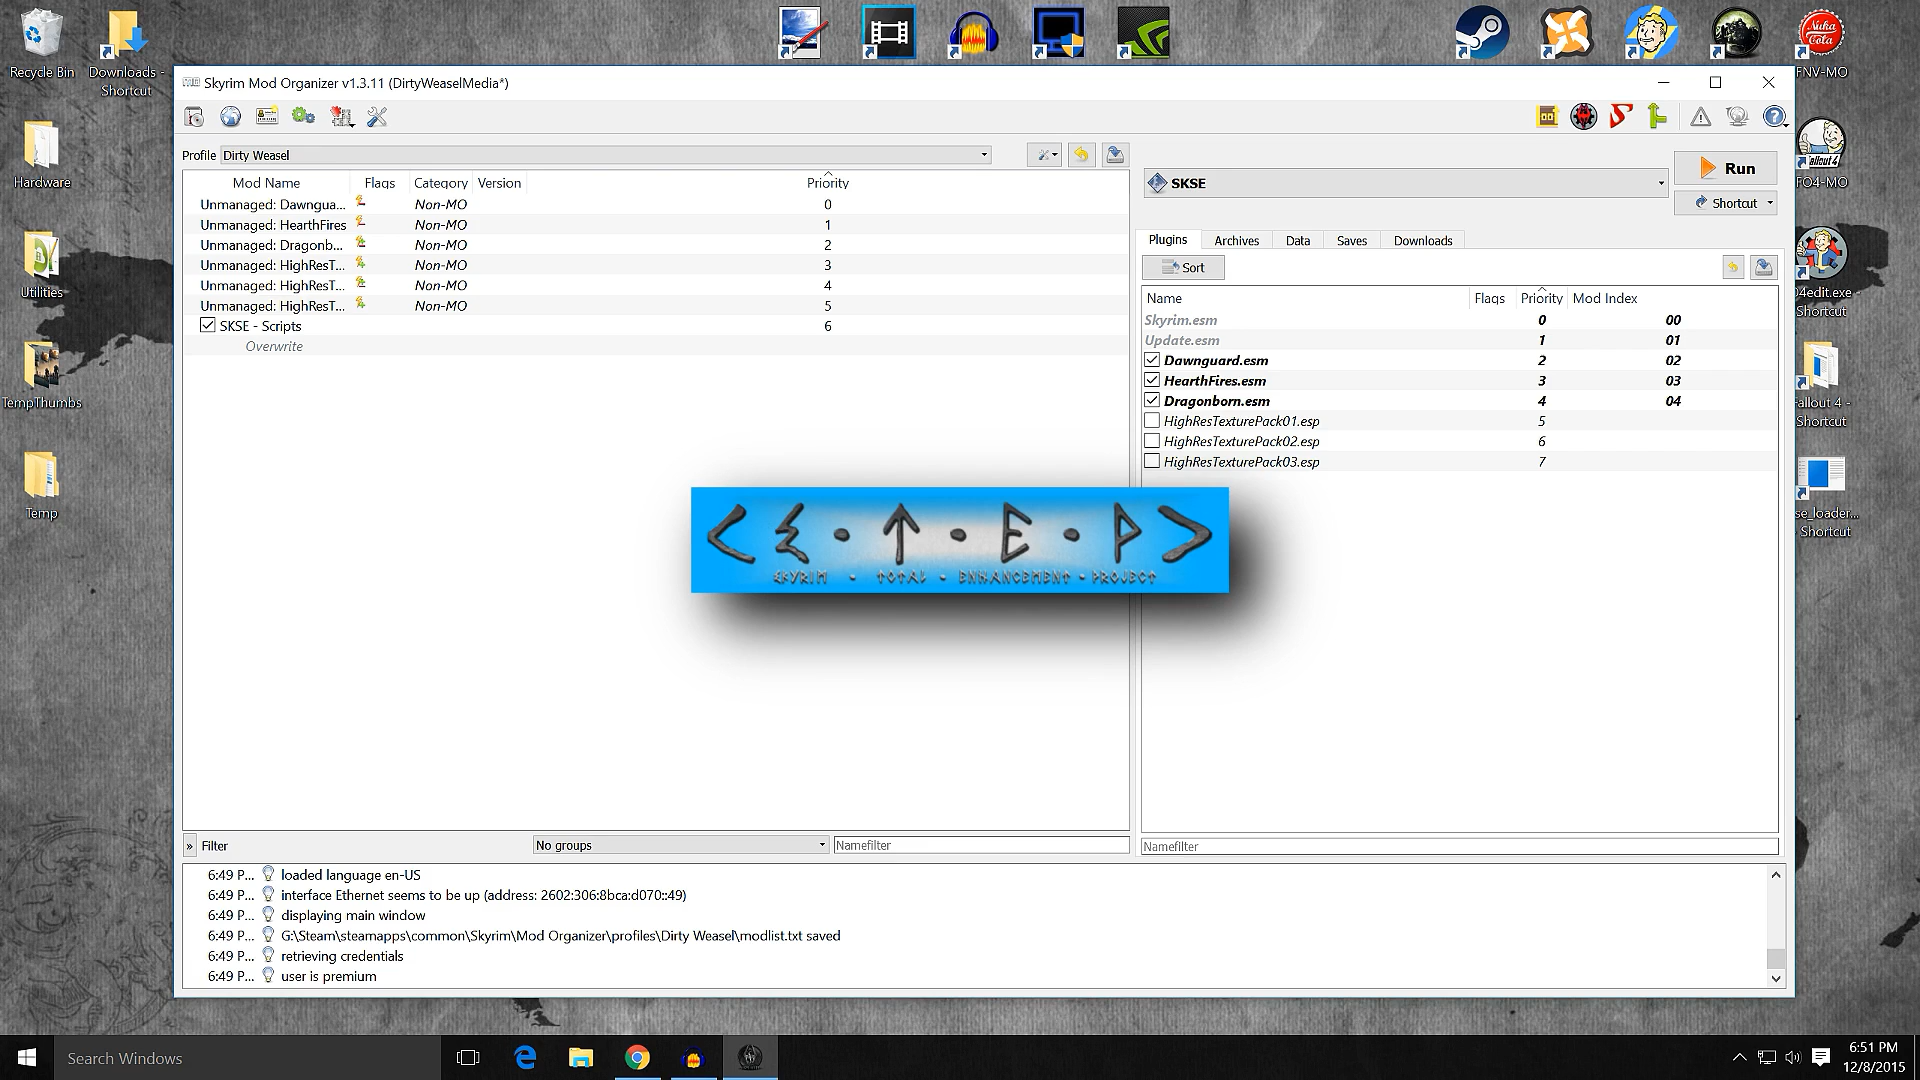 Recycle Bin
Downloads -
Shortcut
Hardware
Utilities
TempThumbs
Temp
FNV-MO
Fallout 4
FO4-MO
Nuka
Cola
04edit.exe -
Shortcut
Fallout 4 -
Shortcut
se_loader...
- Shortcut
Skyrim Mod Organizer v1.3.11 (DirtyWeaselMedia*)
Profile Dirty Weasel
Mod Name Flags Category Version Priority
Unmanaged: Dawngua... Non-MO 0
Unmanaged: HearthFires Non-MO 1
Unmanaged: Dragonb... Non-MO 2
Unmanaged: HighResT... Non-MO 3
Unmanaged: HighResT... Non-MO 4
Unmanaged: HighResT... Non-MO 5
SKSE - Scripts 6
Overwrite
SKSE
Run
Shortcut
Plugins Archives Data Saves Downloads
Sort
Name Flags Priority Mod Index
Skyrim.esm 0 00
Update.esm 1 01
Dawnguard.esm 2 02
HearthFires.esm 3 03
Dragonborn.esm 4 04
HighResTexturePack01.esp 5
HighResTexturePack02.esp 6
HighResTexturePack03.esp 7
<S·T·E·P>
SKYRIM · TOTAL · ENHANCEMENT · PROJECT
» Filter No groups Namefilter
Namefilter
6:49 P... loaded language en-US
6:49 P... interface Ethernet seems to be up (address: 2602:306:8bca:d070::49)
6:49 P... displaying main window
6:49 P... G:\Steam\steamapps\common\Skyrim\Mod Organizer\profiles\Dirty Weasel\modlist.txt saved
6:49 P... retrieving credentials
6:49 P... user is premium
Search Windows
6:51 PM
12/8/2015